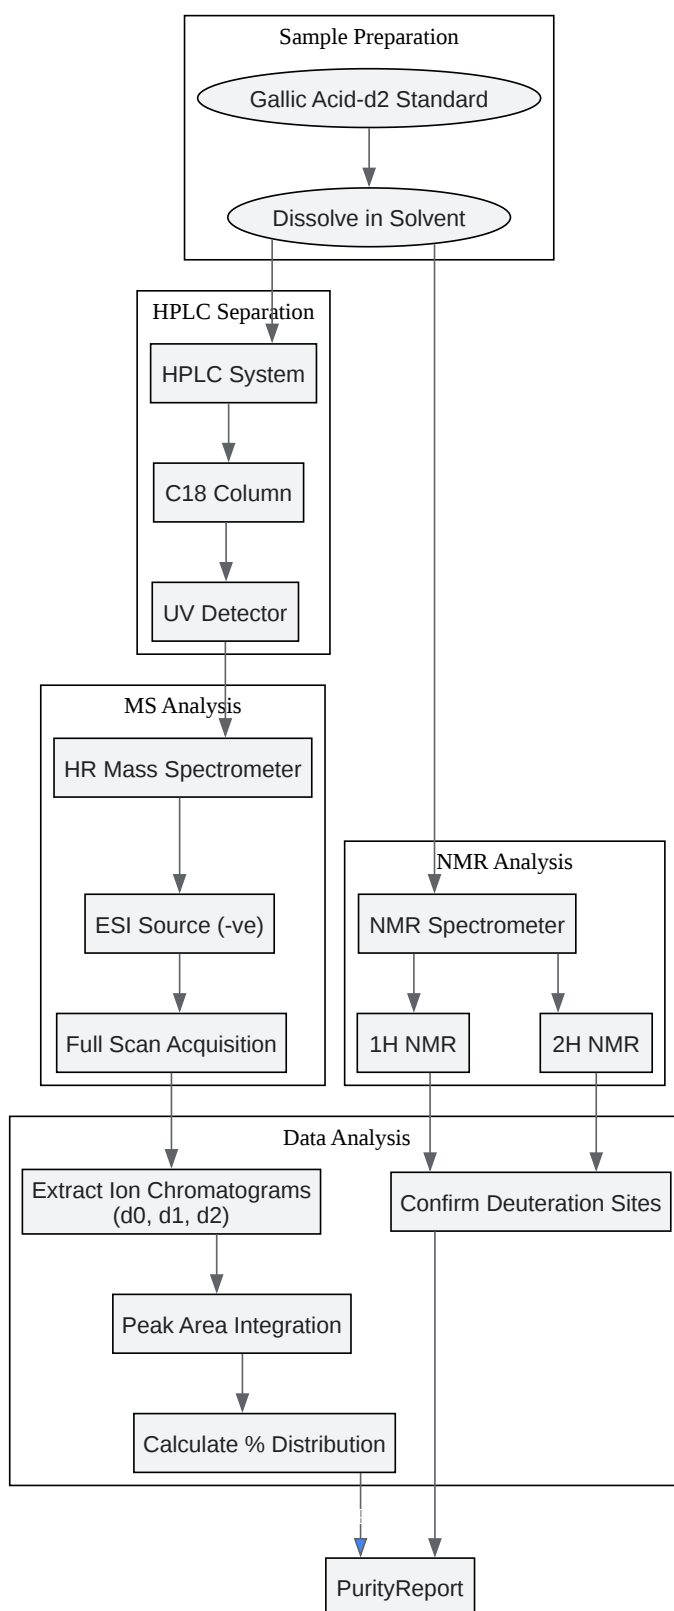 Sample Preparation
Gallic Acid-d2 Standard
Dissolve in Solvent
HPLC Separation
HPLC System
C18 Column
UV Detector
MS Analysis
HR Mass Spectrometer
ESI Source (-ve)
Full Scan Acquisition
NMR Analysis
NMR Spectrometer
1H NMR
2H NMR
Data Analysis
Extract Ion Chromatograms
(d0, d1, d2)
Confirm Deuteration Sites
Peak Area Integration
Calculate % Distribution
PurityReport